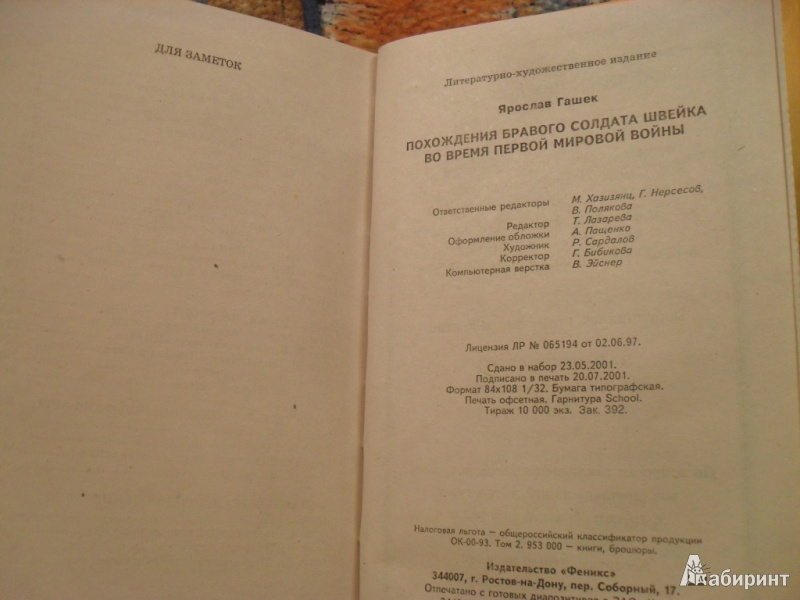 ДЛЯ ЗАМЕТОК
Литературно-художественное издание
Ярослав Гашек
ПОХОЖДЕНИЯ БРАВОГО СОЛДАТА ШВЕЙКА
ВО ВРЕМЯ ПЕРВОЙ МИРОВОЙ ВОЙНЫ
Ответственные редакторы М. Хазизянц, Г. Нерсесов,
В. Полякова
Редактор Т. Лазарева
Оформление обложки А. Пащенко
Художник Р. Сардалов
Корректор Г. Бибикова
Компьютерная верстка В. Эйснер
Лицензия ЛР № 065194 от 02.06.97.
Сдано в набор 23.05.2001.
Подписано в печать 20.07.2001.
Формат 84x108 1/32. Бумага типографская.
Печать офсетная. Гарнитура School.
Тираж 10 000 экз. Зак. 392.
Налоговая льгота — общероссийский классификатор продукции
ОК-00-93. Том 2. 953 000 — книги, брошюры.
Издательство «Феникс»
344007, г. Ростов-на-Дону, пер. Соборный, 17.
Отпечатано с готовых диапозитивов в
Лабиринт